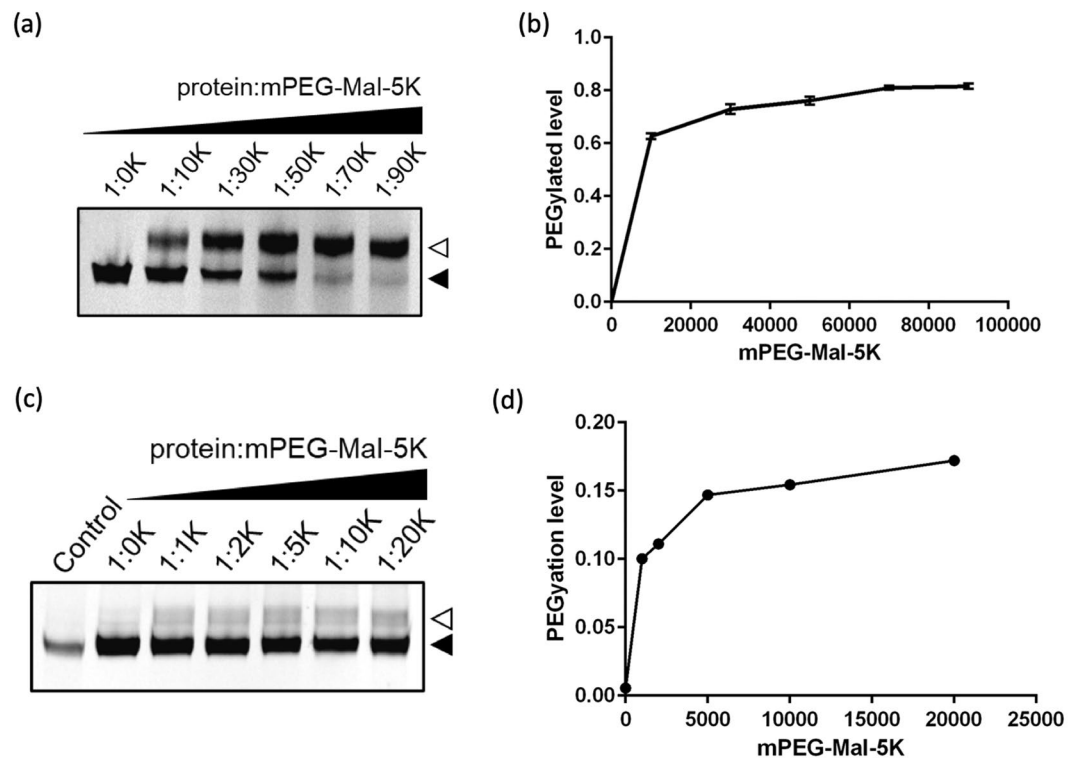 (a)
protein:mPEG-Mal-5K
1:0K 1:10K 1:30K 1:50K 1:70K 1:90K
(b)
1.0
0.8
0.6
0.4
0.2
0.0
PEGylated level
0 20000 40000 60000 80000 100000
mPEG-Mal-5K
(c)
protein:mPEG-Mal-5K
Control 1:0K 1:1K 1:2K 1:5K 1:10K 1:20K
(d)
0.20
0.15
0.10
0.05
0.00
PEGyation level
0 5000 10000 15000 20000 25000
mPEG-Mal-5K